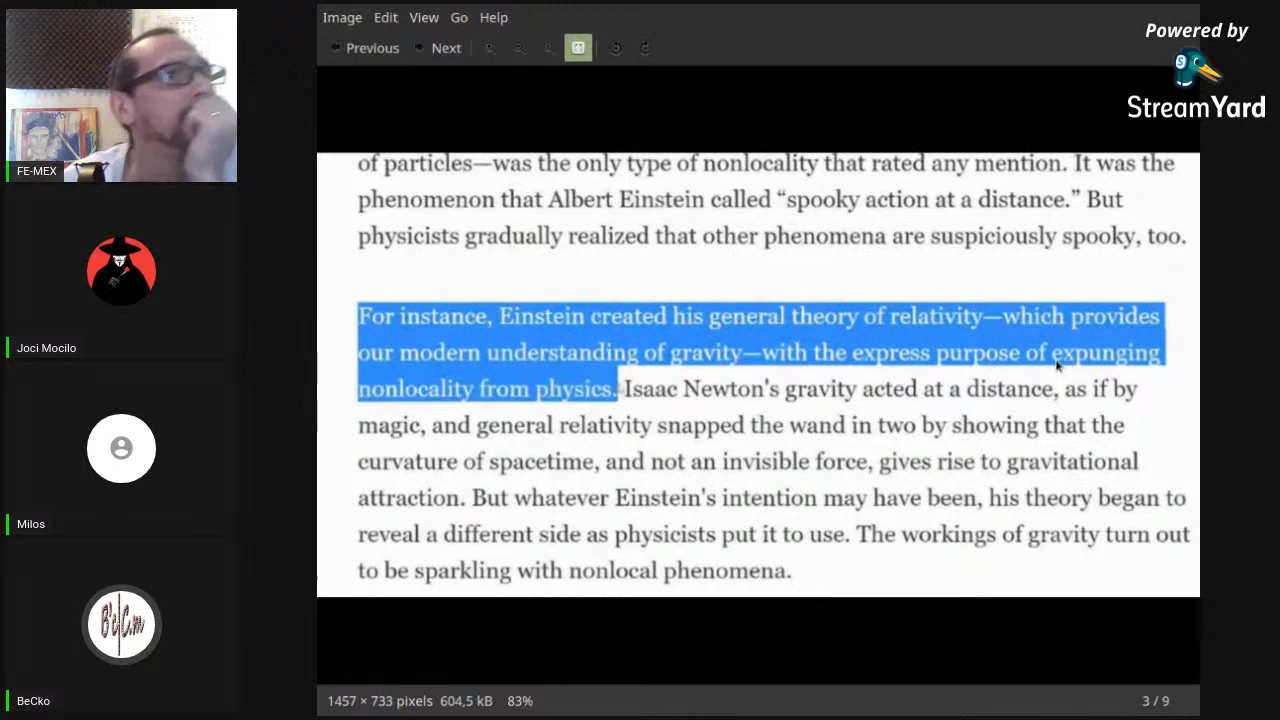 Image Edit View Go Help
Previous Next
Powered by
StreamYard
FE-MEX
Joci Mocilo
Milos
B'c C.m
BeCko
of particles—was the only type of nonlocality that rated any mention. It was the
phenomenon that Albert Einstein called “spooky action at a distance.” But
physicists gradually realized that other phenomena are suspiciously spooky, too.
For instance, Einstein created his general theory of relativity—which provides
our modern understanding of gravity—with the express purpose of expunging
nonlocality from physics. Isaac Newton's gravity acted at a distance, as if by
magic, and general relativity snapped the wand in two by showing that the
curvature of spacetime, and not an invisible force, gives rise to gravitational
attraction. But whatever Einstein's intention may have been, his theory began to
reveal a different side as physicists put it to use. The workings of gravity turn out
to be sparkling with nonlocal phenomena.
1457 × 733 pixels 604,5 kB 83%
3 / 9